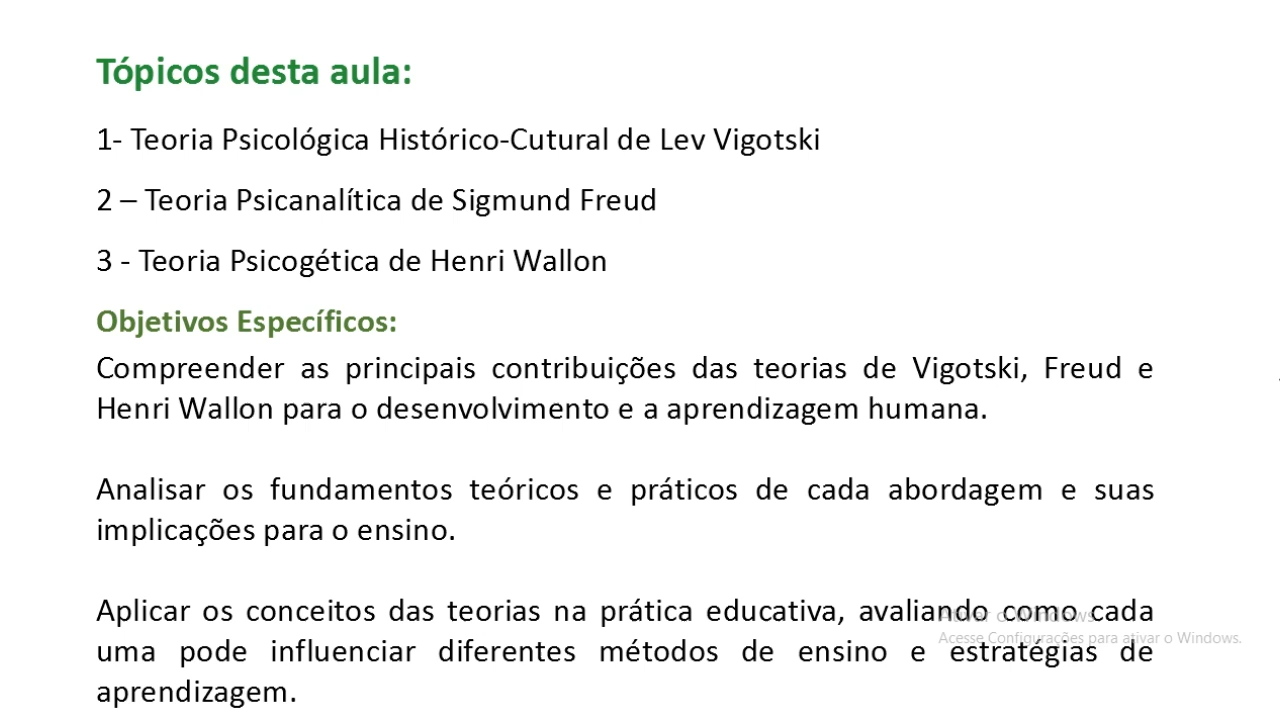 Tópicos desta aula:
1- Teoria Psicológica Histórico-Cutural de Lev Vigotski
2 – Teoria Psicanalítica de Sigmund Freud
3 - Teoria Psicogética de Henri Wallon
Objetivos Específicos:
Compreender as principais contribuições das teorias de Vigotski, Freud e
Henri Wallon para o desenvolvimento e a aprendizagem humana.
Analisar os fundamentos teóricos e práticos de cada abordagem e suas
implicações para o ensino.
Aplicar os conceitos das teorias na prática educativa, avaliando como cada
uma pode influenciar diferentes métodos de ensino e estratégias de
aprendizagem.
Ativar o Windows
Acesse Configurações para ativar o Windows.